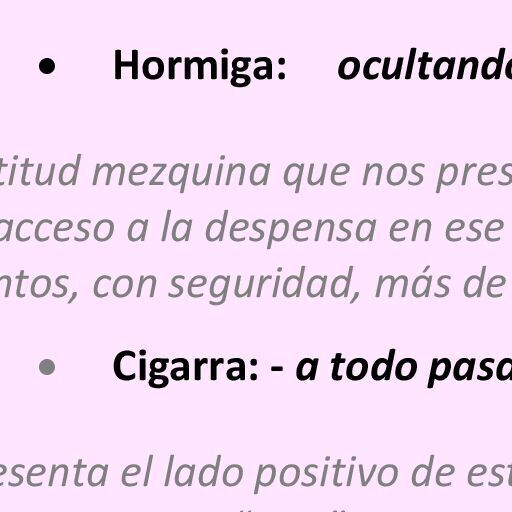 • Hormiga: ocultando
titud mezquina que nos pres
acceso a la despensa en ese
ntos, con seguridad, más de
• Cigarra: - a todo pasa
esenta el lado positivo de est